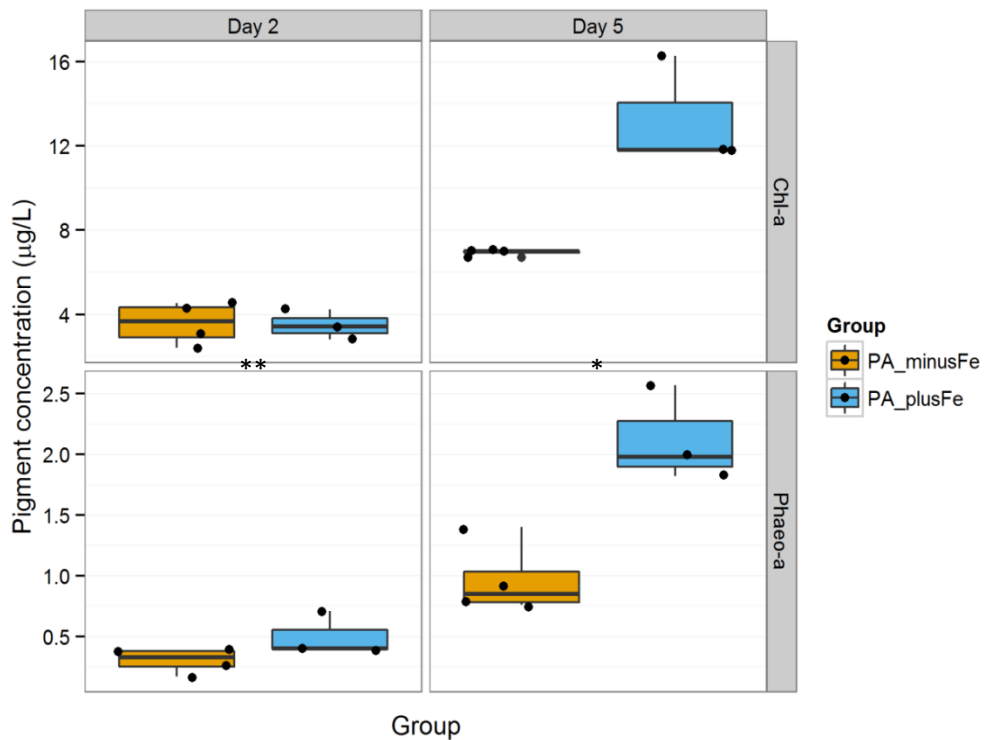 Day 2
Day 5
Pigment concentration (µg/L)
16
12
8
4
Chl-a
**
*
2.5
2.0
1.5
1.0
0.5
Phaeo-a
Group
Group
PA_minusFe
PA_plusFe